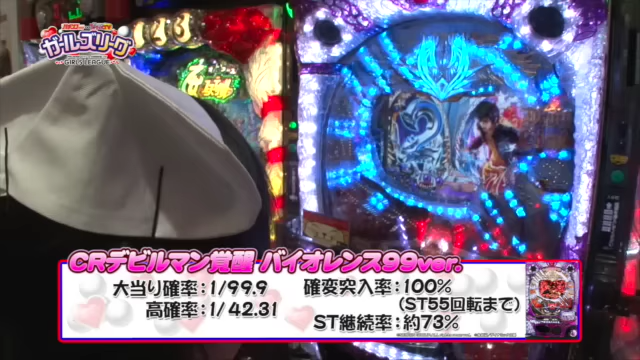 ガールズリーグ
GIRLS LEAGUE
CRデビルマン覚醒 バイオレンス99ver.
大当り確率:1/99.9
高確率:1/42.31
確変突入率:100%
(ST55回転まで)
ST継続率:約73%